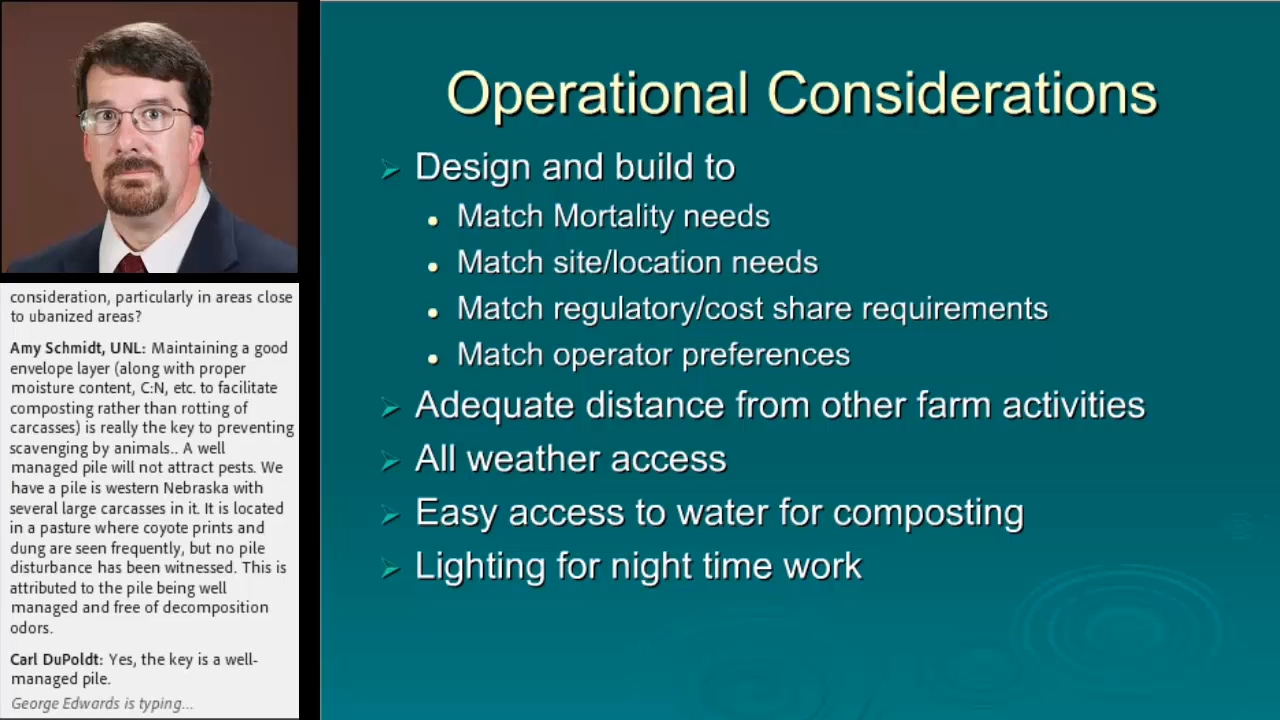 consideration, particularly in areas close
to ubanized areas?
Amy Schmidt, UNL: Maintaining a good
envelope layer (along with proper
moisture content, C:N, etc. to facilitate
composting rather than rotting of
carcasses) is really the key to preventing
scavenging by animals.. A well
managed pile will not attract pests. We
have a pile is western Nebraska with
several large carcasses in it. It is located
in a pasture where coyote prints and
dung are seen frequently, but no pile
disturbance has been witnessed. This is
attributed to the pile being well
managed and free of decomposition
odors.
Carl DuPoldt: Yes, the key is a well-
managed pile.
George Edwards is typing...
Operational Considerations
Design and build to
Match Mortality needs
Match site/location needs
Match regulatory/cost share requirements
Match operator preferences
Adequate distance from other farm activities
All weather access
Easy access to water for composting
Lighting for night time work